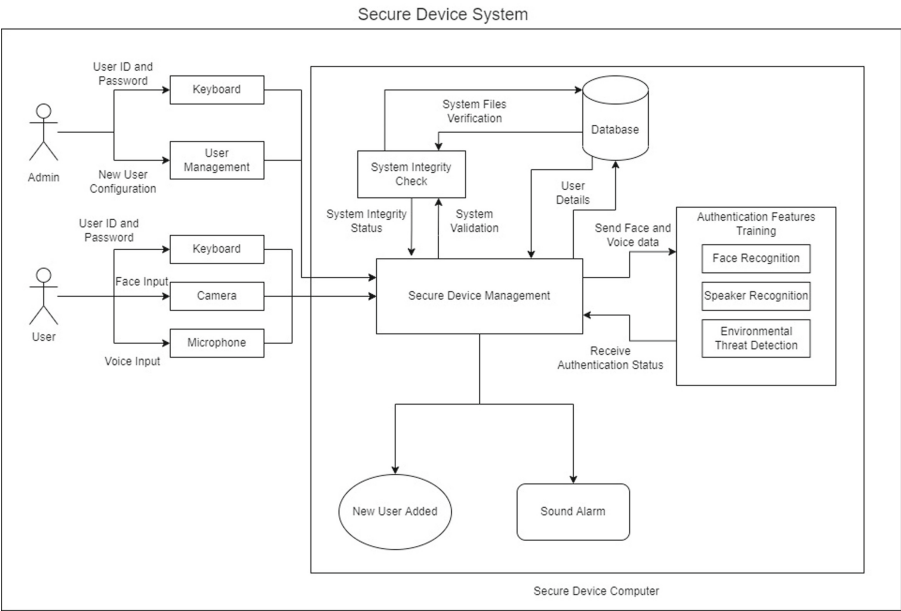 Secure Device System
User ID and
Password
Keyboard
Admin
User
Management
New User
Configuration
User ID and
Password
Keyboard
Face Input
Camera
User
Microphone
Voice Input
System Files
Verification
Database
System Integrity
Check
System Integrity
Status
System
Validation
User
Details
Send Face and
Voice data
Authentication Features
Training
Face Recognition
Speaker Recognition
Environmental
Threat Detection
Secure Device Management
Receive
Authentication Status
New User Added
Sound Alarm
Secure Device Computer